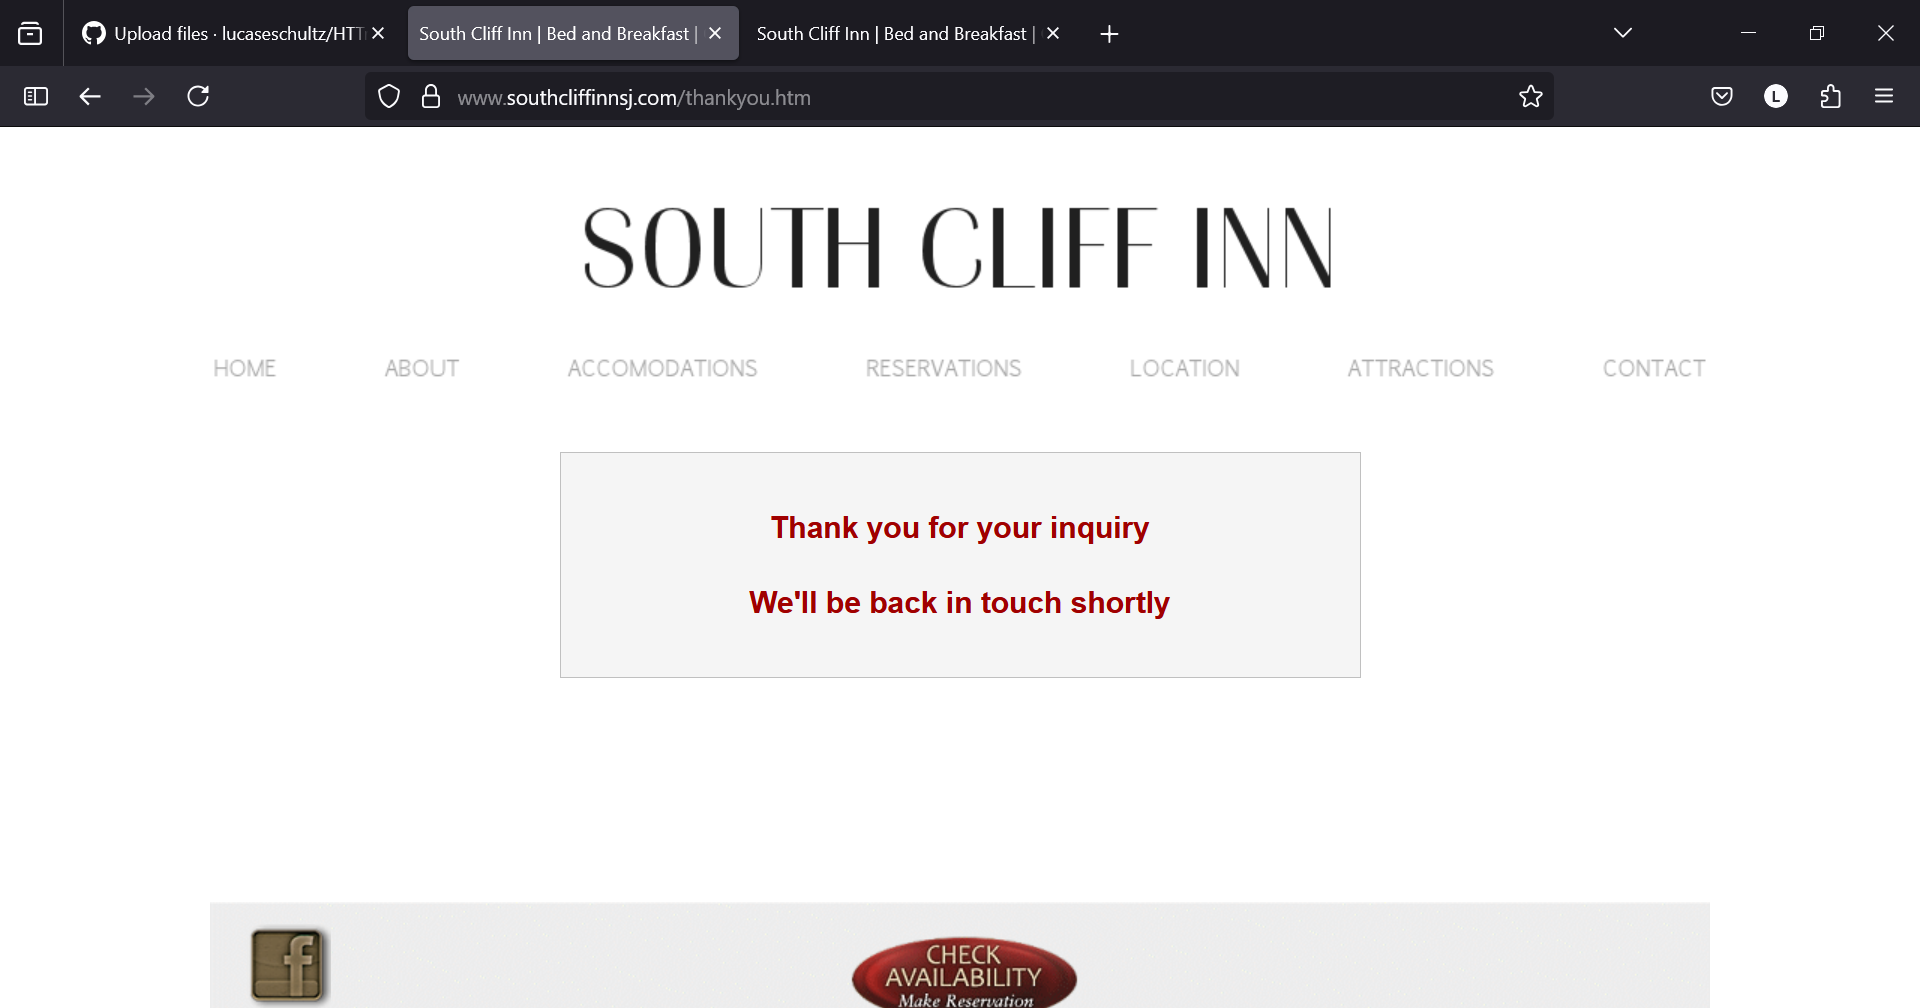 Upload files · lucaseschultz/HTT
South Cliff Inn | Bed and Breakfast |
South Cliff Inn | Bed and Breakfast |
www.southcliffinnsj.com/thankyou.htm
L
SOUTH CLIFF INN
HOME ABOUT ACCOMODATIONS RESERVATIONS LOCATION ATTRACTIONS CONTACT
Thank you for your inquiry
We'll be back in touch shortly
f
CHECK
AVAILABILITY
Make Reservation